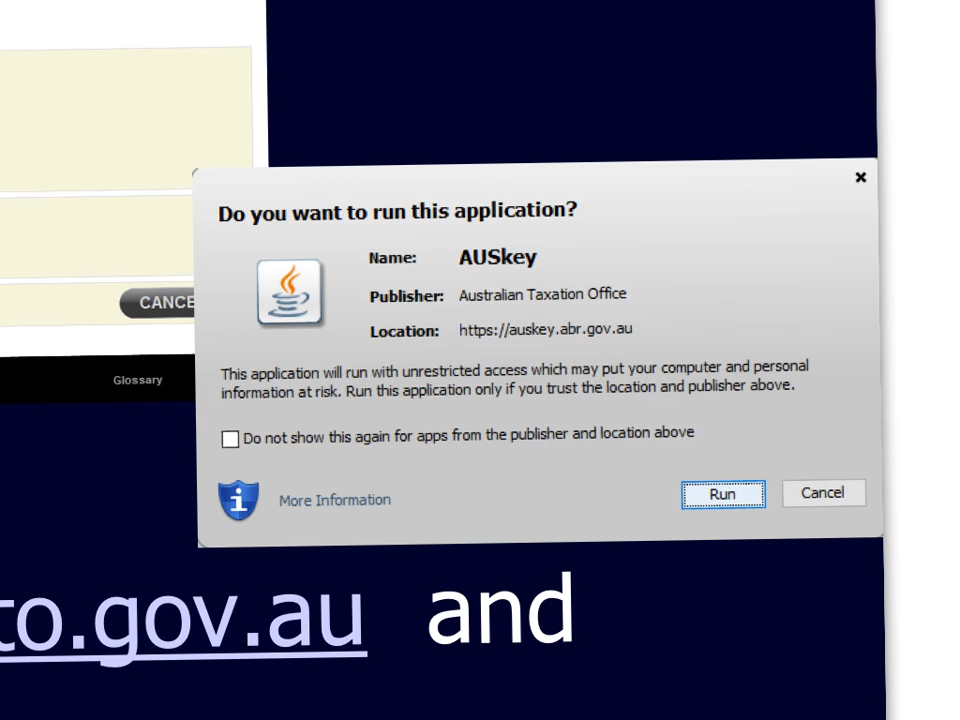 Do you want to run this application?
Name: AUSkey
Publisher: Australian Taxation Office
Location: https://auskey.abr.gov.au
This application will run with unrestricted access which may put your computer and personal
information at risk. Run this application only if you trust the location and publisher above.
Do not show this again for apps from the publisher and location above
More Information
Run
Cancel
CANCE
Glossary
to.gov.au and